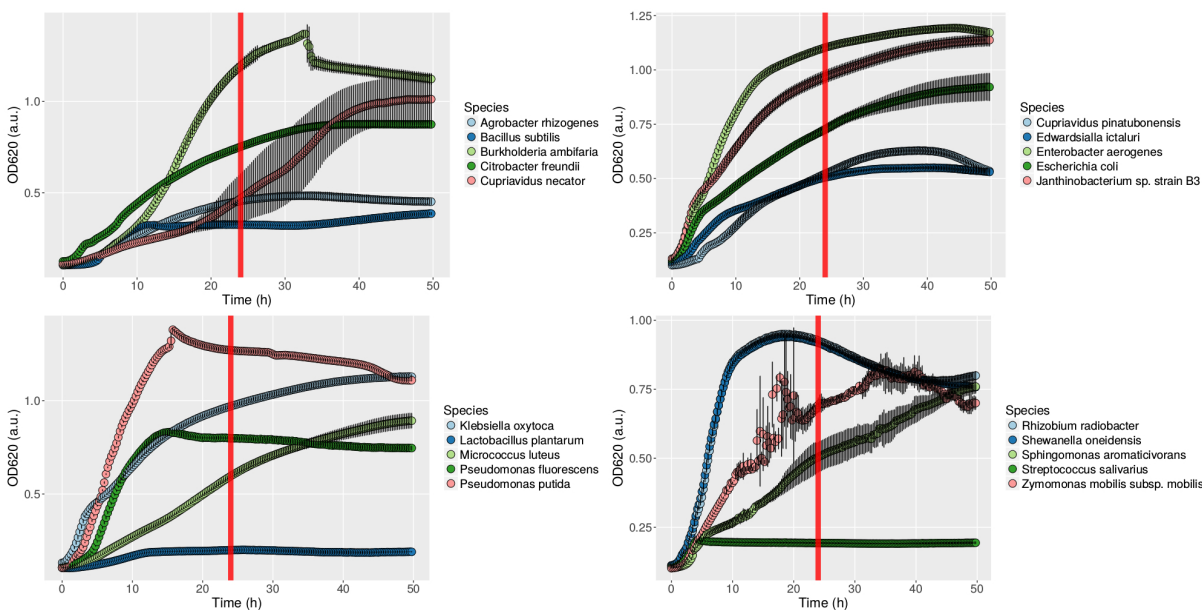 OD620 (a.u.)
1.0
0.5
0
10
20
30
40
50
Time (h)
Species
Agrobacter rhizogenes
Bacillus subtilis
Burkholderia ambifaria
Citrobacter freundii
Cupriavidus necator
OD620 (a.u.)
1.25
1.00
0.75
0.50
0.25
0
10
20
30
40
50
Time (h)
Species
Cupriavidus pinatubonensis
Edwardsialla ictaluri
Enterobacter aerogenes
Escherichia coli
Janthinobacterium sp. strain B3
OD620 (a.u.)
1.0
0.5
0
10
20
30
40
50
Time (h)
Species
Klebsiella oxytoca
Lactobacillus plantarum
Micrococcus luteus
Pseudomonas fluorescens
Pseudomonas putida
OD620 (a.u.)
1.00
0.75
0.50
0.25
0
10
20
30
40
50
Time (h)
Species
Rhizobium radiobacter
Shewanella oneidensis
Sphingomonas aromaticivorans
Streptococcus salivarius
Zymomonas mobilis subsp. mobilis